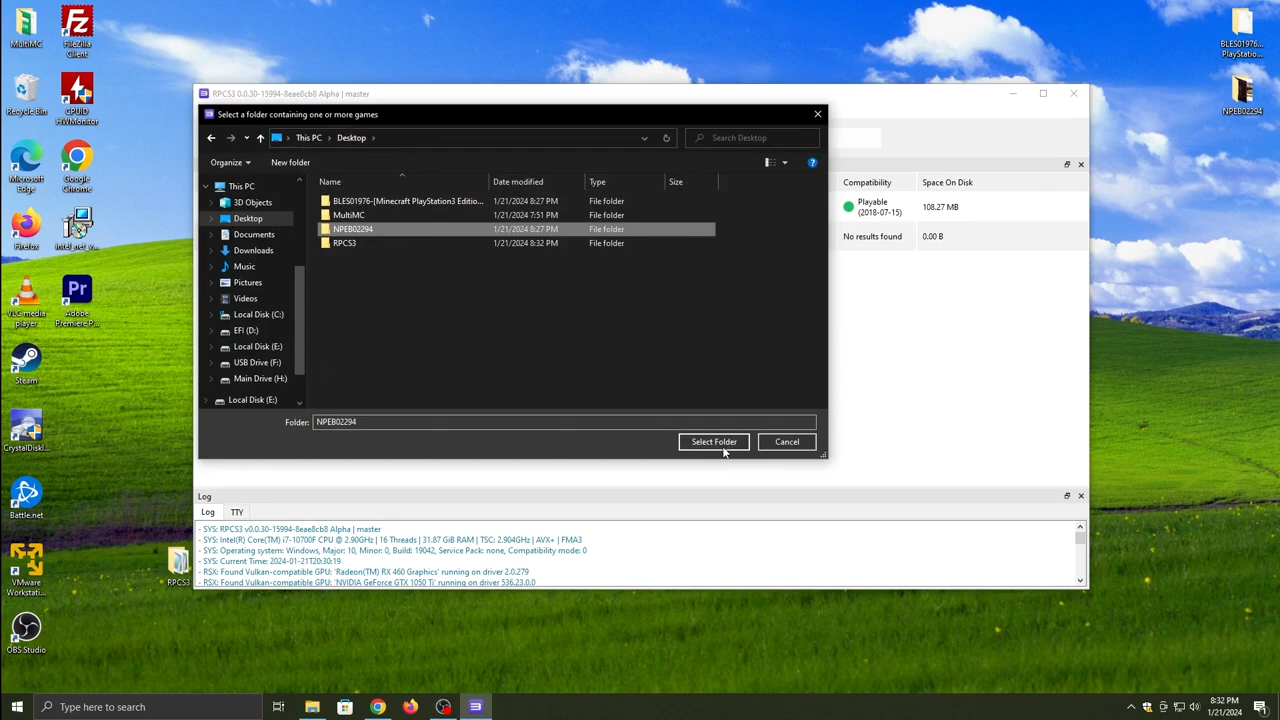 MultiMC
FileZilla
Client
Recycle Bin
CPUID
HWMonitor
Microsoft
Edge
Google
Chrome
Firefox
VLC media
player
Adobe
Premiere P...
Steam
CrystalDiskI...
Battle.net
VMware
Workstati...
OBS Studio
RPCS3
BLES01976...
PlayStatio...
NPEB02294
RPCS3 0.0.30-15994-8eae8cb8 Alpha | master
Select a folder containing one or more games
This PC
Desktop
Search Desktop
Organize
New folder
Name
Date modified
Type
Size
This PC
3D Objects
Desktop
Documents
Downloads
Music
Pictures
Videos
Local Disk (C:)
EFI (D:)
Local Disk (E:)
USB Drive (F:)
Main Drive (H:)
Local Disk (E:)
BLES01976-[Minecraft PlayStation3 Editio... 1/21/2024 8:27 PM File folder
MultiMC 1/21/2024 7:51 PM File folder
NPEB02294 1/21/2024 8:27 PM File folder
RPCS3 1/21/2024 8:32 PM File folder
Folder: NPEB02294
Select Folder
Cancel
Compatibility
Space On Disk
Playable
(2018-07-15)
108.27 MB
No results found
0.00 B
Log
Log
TTY
- SYS: RPCS3 v0.0.30-15994-8eae8cb8 Alpha | master
- SYS: Intel(R) Core(TM) i7-10700F CPU @ 2.90GHz | 16 Threads | 31.87 GiB RAM | TSC: 2.904GHz | AVX+ | FMA3
- SYS: Operating system: Windows, Major: 10, Minor: 0, Build: 19042, Service Pack: none, Compatibility mode: 0
- SYS: Current Time: 2024-01-21T20:30:19
- RSX: Found Vulkan-compatible GPU: 'Radeon(TM) RX 460 Graphics' running on driver 2.0.279
- RSX: Found Vulkan-compatible GPU: 'NVIDIA GeForce GTX 1050 Ti' running on driver 536.23.0.0
Type here to search
8:32 PM
1/21/2024